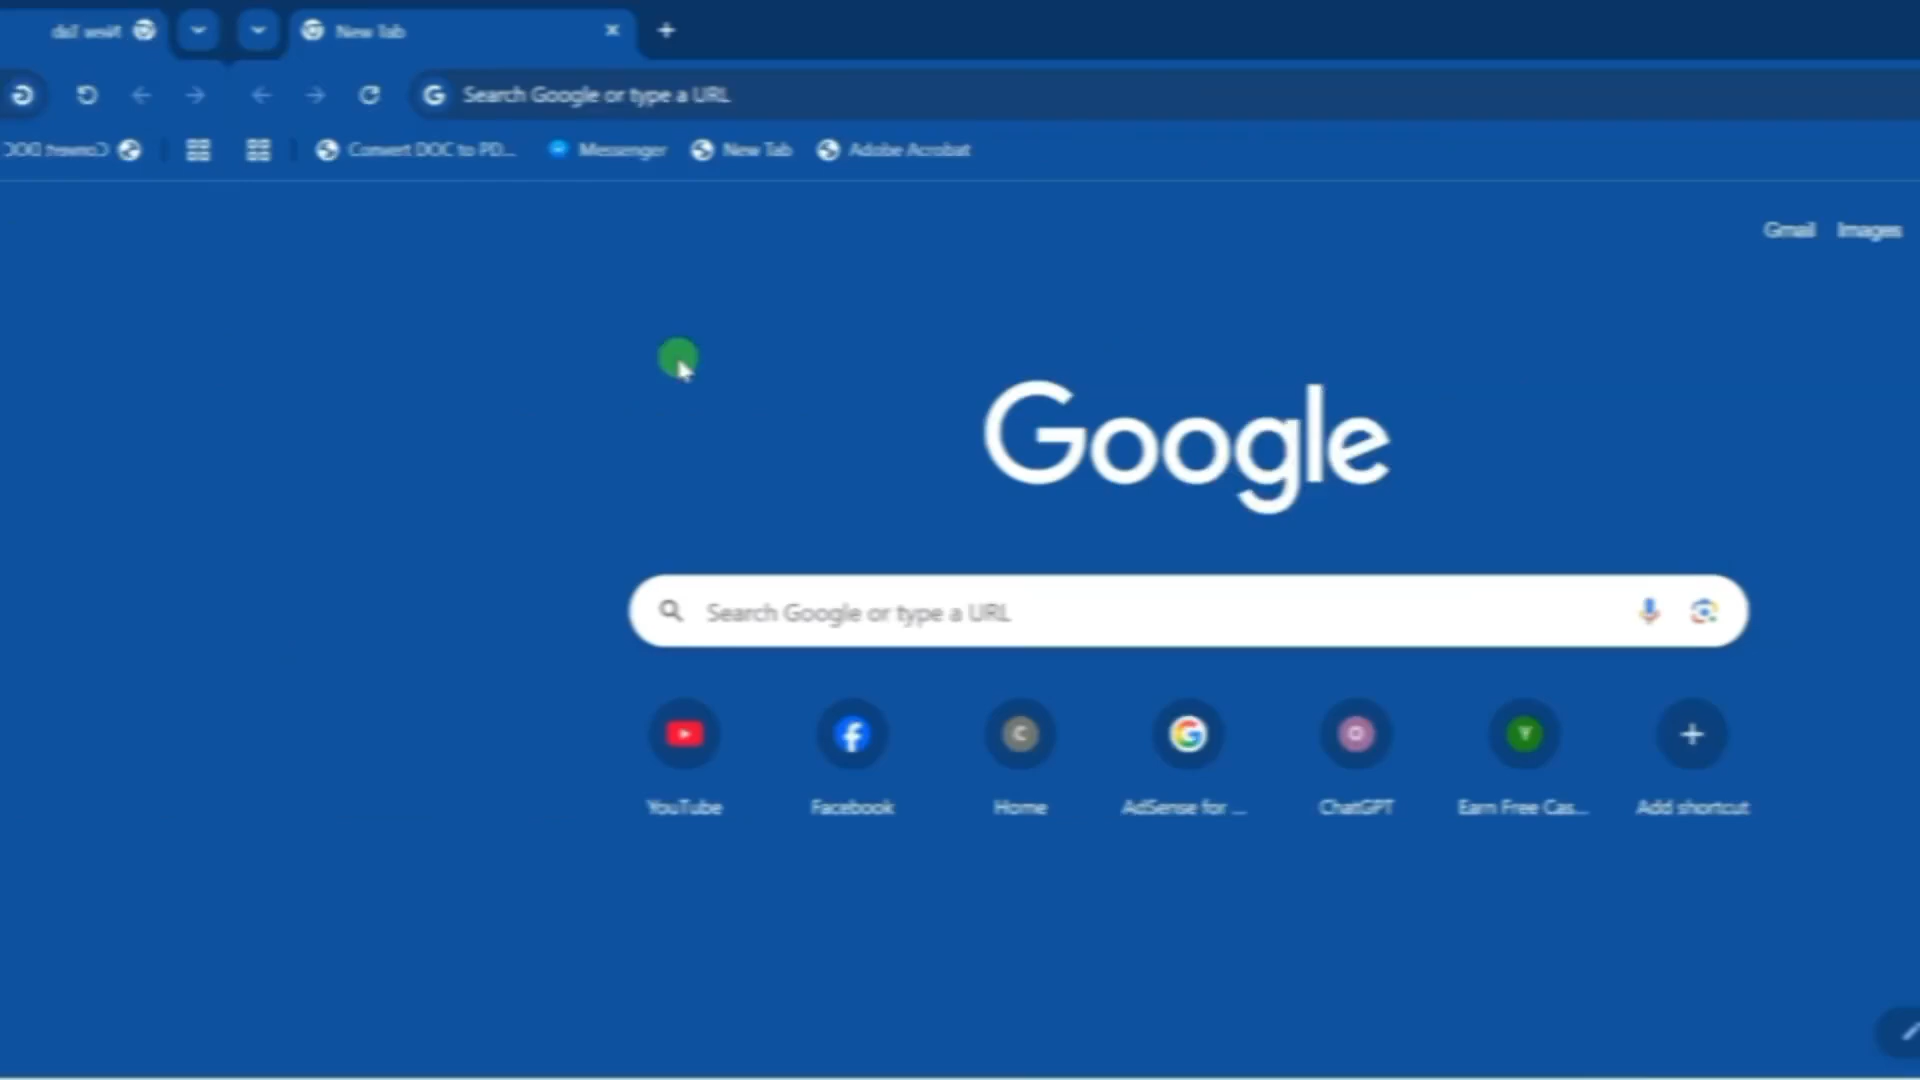 New Tab
Search Google or type a URL
Convert DOC to PD... Messenger New Tab Adobe Acrobat
Gmail Images
Google
Search Google or type a URL
YouTube Facebook Home AdSense for ... ChatGPT Earn Free Cas... Add shortcut